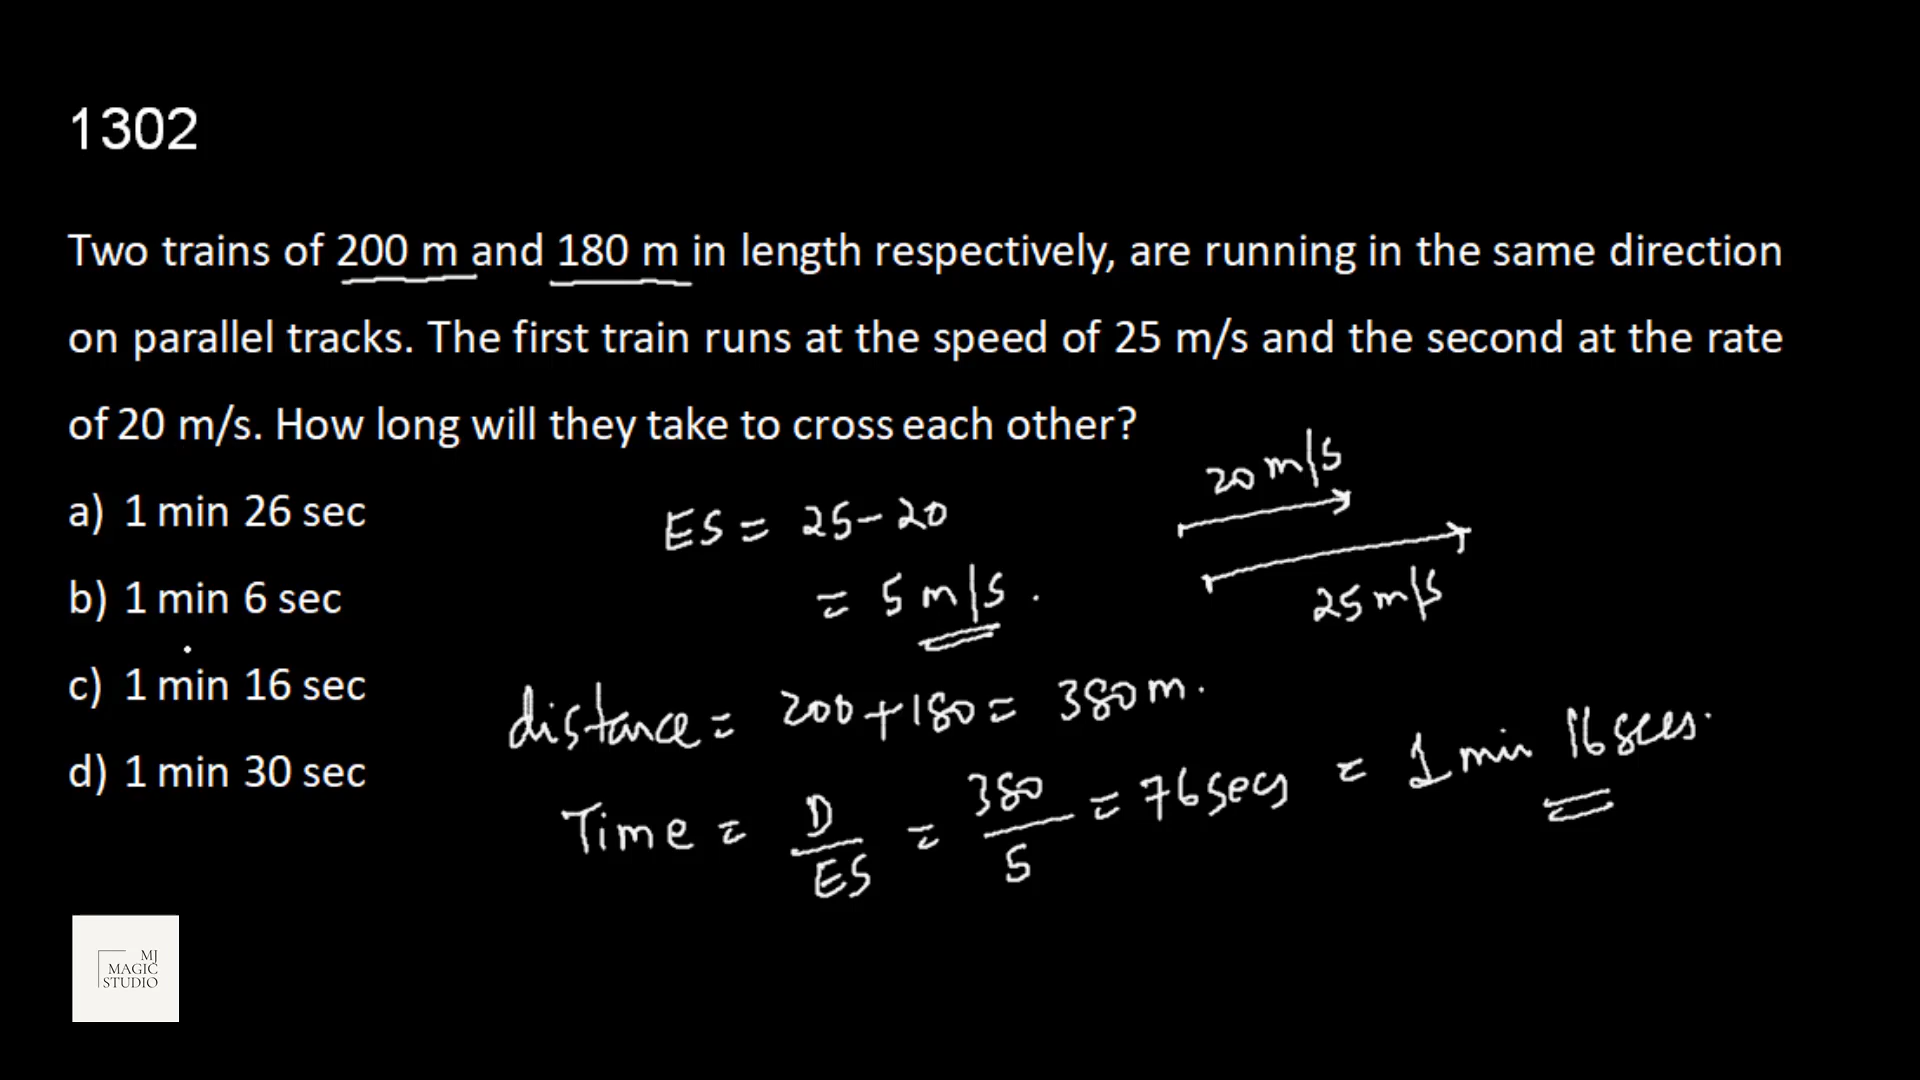 1302
Two trains of 200 m and 180 m in length respectively, are running in the same direction
on parallel tracks. The first train runs at the speed of 25 m/s and the second at the rate
of 20 m/s. How long will they take to cross each other?
20 m/s
a) 1 min 26 sec
ES = 25-20
b) 1 min 6 sec
= 5 m/s.
25 m/s
c) 1 min 16 sec
distance = 200+180 = 380m.
d) 1 min 30 sec
Time = D/ES = 380/5 = 76 secs = 1 min 16 secs.
MJ
MAGIC
STUDIO